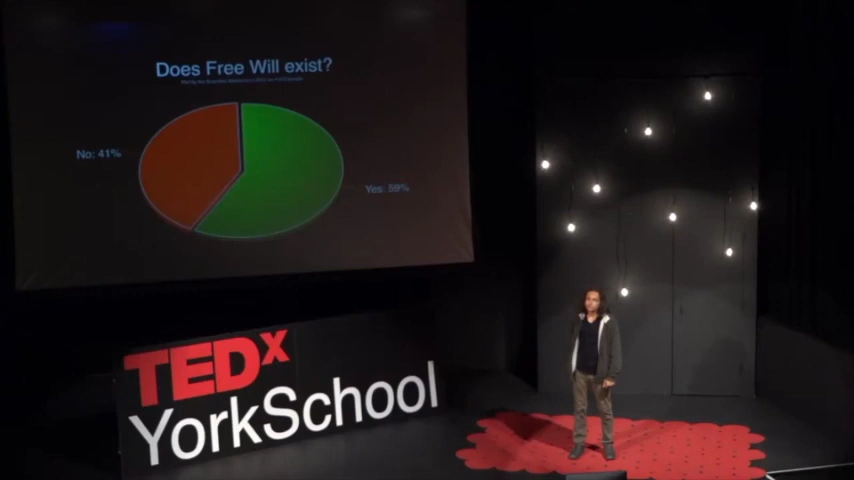 Does Free Will exist?
No: 41%
Yes: 59%
TEDx
YorkSchool